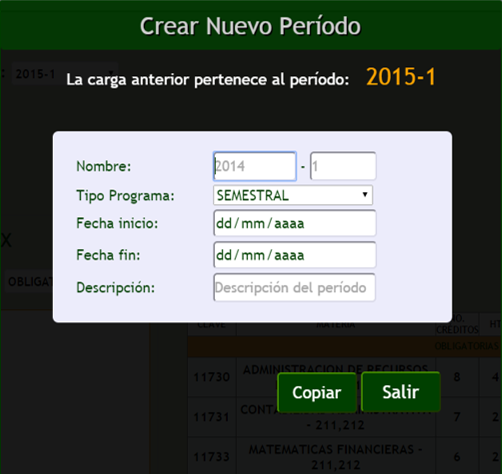 Crear Nuevo Período
: 2015-1
La carga anterior pertenece al período: 2015-1
Nombre: 2014 - 1
Tipo Programa: SEMESTRAL
Fecha inicio: dd/mm/aaaa
X
Fecha fin: dd/mm/aaaa
OBLIGAT
Descripción: Descripción del período
CLAVE MATERIA NO. CRÉDITOS HT
OBLIGATORIAS
11730 ADMINISTRACION DE RECURSOS 8 4
Copiar Salir
11731 - 211,212 7 2
11733 MATEMATICAS FINANCIERAS - 211,212 6 2